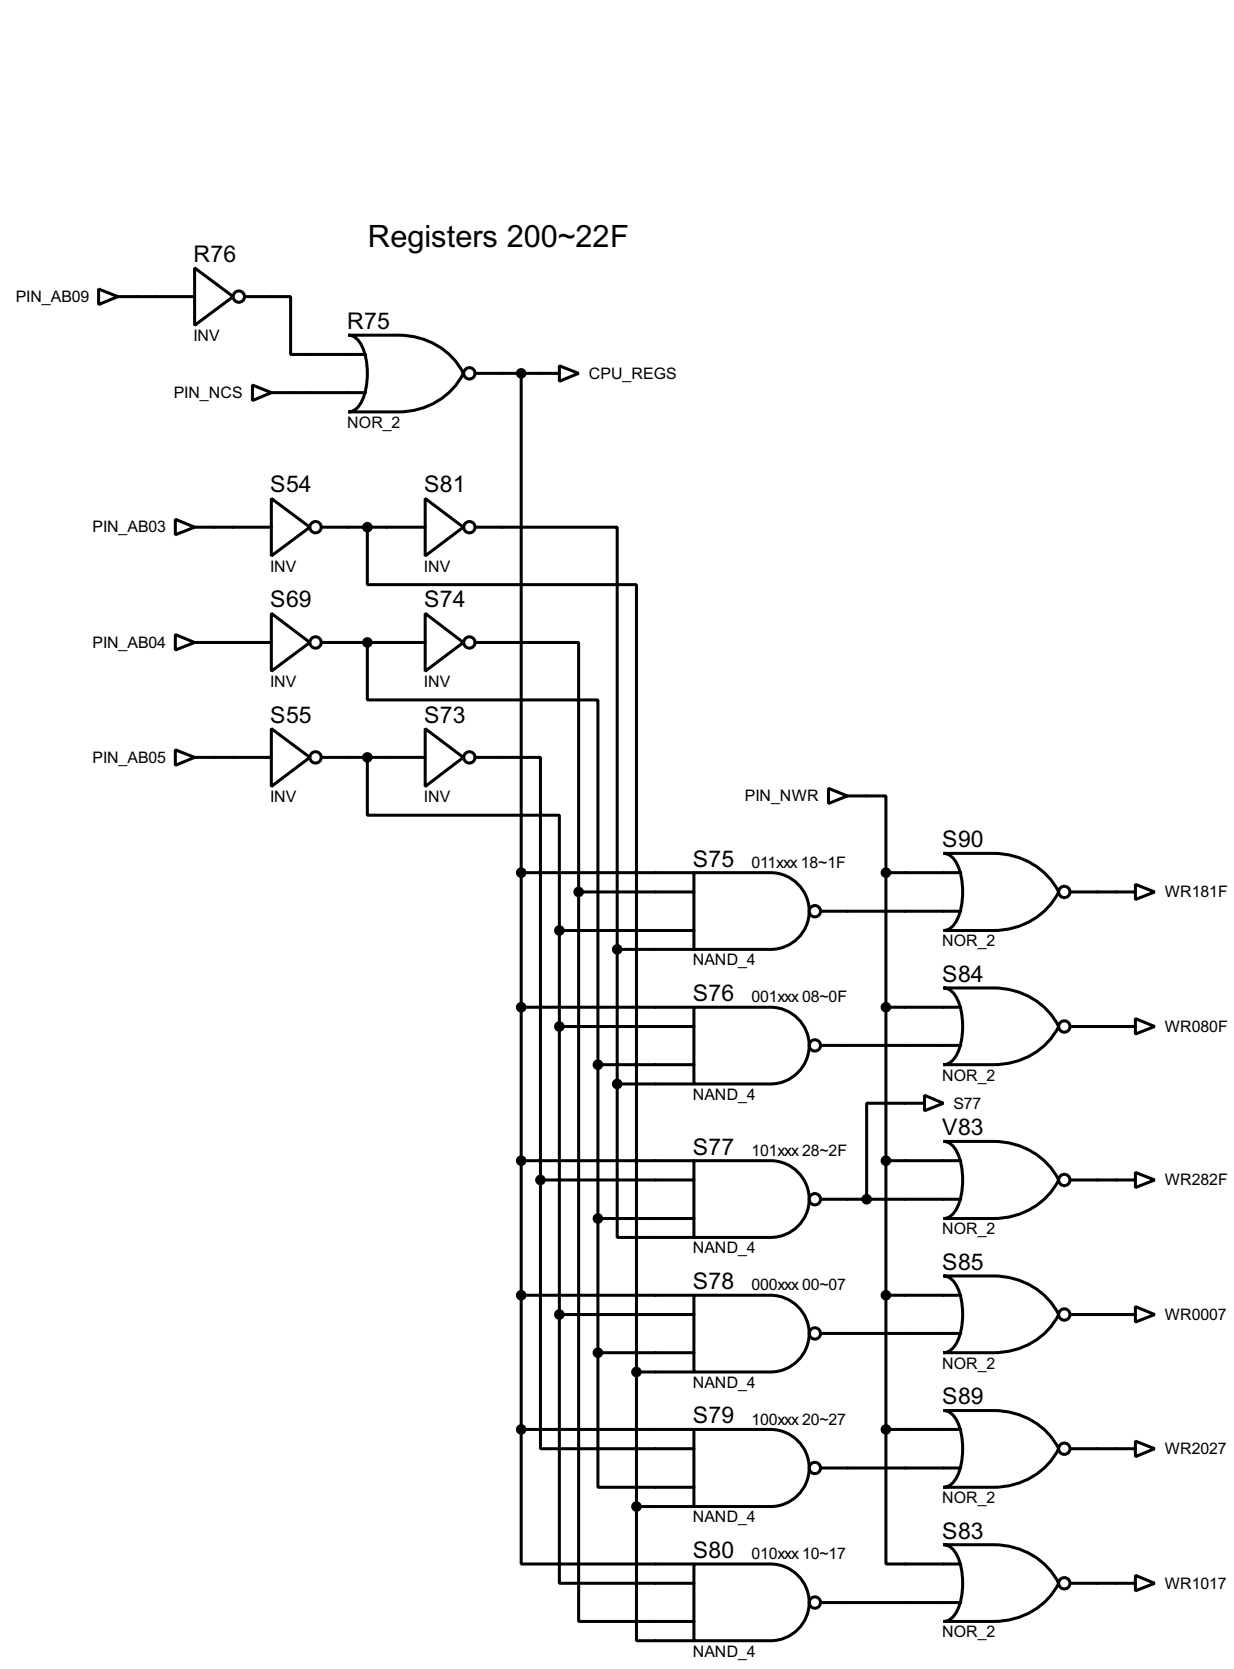 Registers 200~22F
R76
PIN_AB09
INV
R75
CPU_REGS
PIN_NCS
NOR_2
S54
S81
PIN_AB03
INV
INV
S69
S74
PIN_AB04
INV
INV
S55
S73
PIN_AB05
INV
INV
PIN_NWR
S90
S75 011xxx 18~1F
WR181F
NOR_2
NAND_4
S84
S76 001xxx 08~0F
WR080F
NOR_2
NAND_4
S77
V83
S77 101xxx 28~2F
WR282F
NOR_2
NAND_4
S85
S78 000xxx 00~07
WR0007
NOR_2
NAND_4
S89
S79 100xxx 20~27
WR2027
NOR_2
NAND_4
S83
S80 010xxx 10~17
WR1017
NOR_2
NAND_4